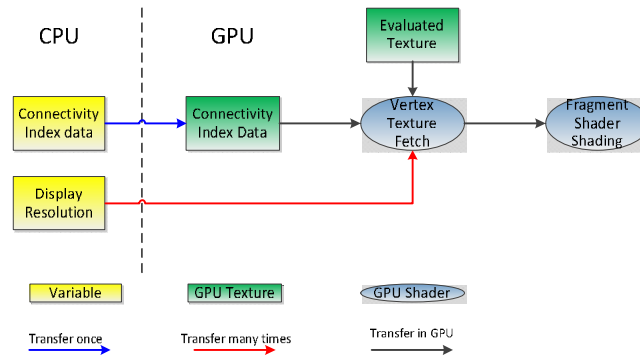 CPU
GPU
Evaluated
Texture
Connectivity
Index data
Connectivity
Index Data
Vertex
Texture
Fetch
Fragment
Shader
Shading
Display
Resolution
Variable
GPU Texture
GPU Shader
Transfer once
Transfer many times
Transfer in GPU